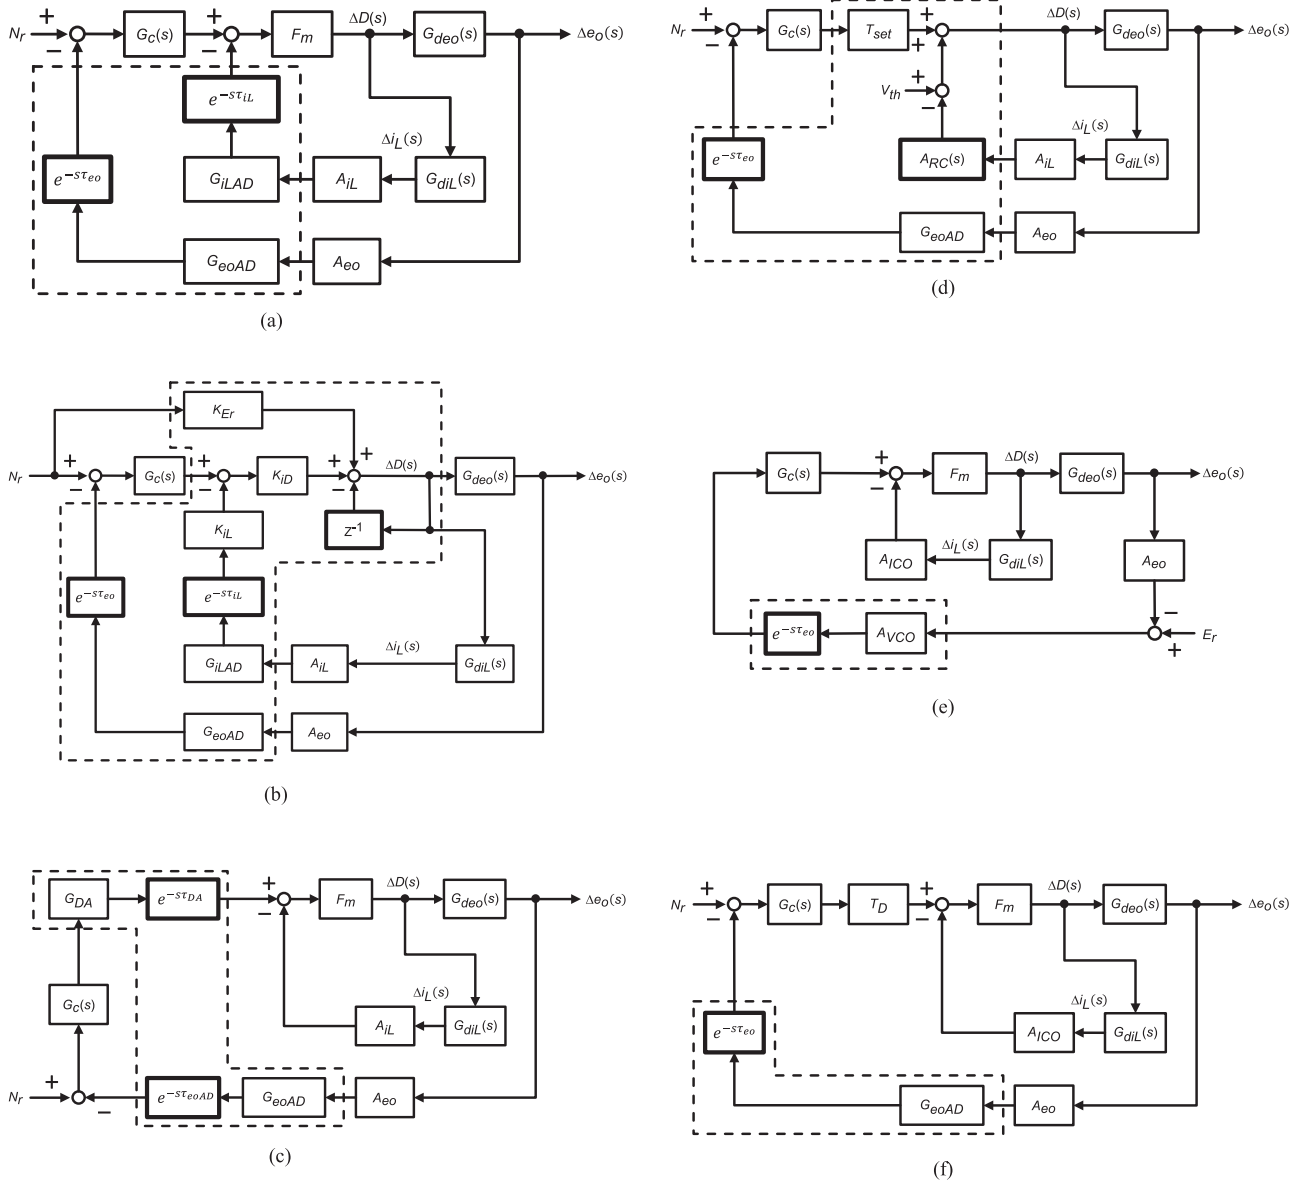 N_r + − G_c(s) + − F_m ΔD(s) G_deo(s) Δe_o(s)
e^{−sτ_iL}
Δi_L(s)
e^{−sτ_eo} G_iLAD A_iL G_diL(s)
G_eoAD A_eo
(a)
K_Er
N_r + − G_c(s) + − K_iD + + − ΔD(s) G_deo(s) Δe_o(s)
K_iL Z^{-1}
e^{−sτ_eo} e^{−sτ_iL}
G_iLAD A_iL Δi_L(s) G_diL(s)
G_eoAD A_eo
(b)
G_DA e^{−sτ_DA} + − F_m ΔD(s) G_deo(s) Δe_o(s)
G_c(s) A_iL Δi_L(s) G_diL(s)
N_r + − e^{−sτ_eoAD} G_eoAD A_eo
(c)
N_r + − G_c(s) T_set + + ΔD(s) G_deo(s) Δe_o(s)
V_th + −
Δi_L(s)
e^{−sτ_eo} A_RC(s) A_iL G_diL(s)
G_eoAD A_eo
(d)
G_c(s) + − F_m ΔD(s) G_deo(s) Δe_o(s)
A_ICO Δi_L(s) G_diL(s) A_eo
e^{−sτ_eo} A_VCO − + E_r
(e)
N_r + − G_c(s) T_D + − F_m ΔD(s) G_deo(s) Δe_o(s)
Δi_L(s)
e^{−sτ_eo} A_ICO G_diL(s)
G_eoAD A_eo
(f)